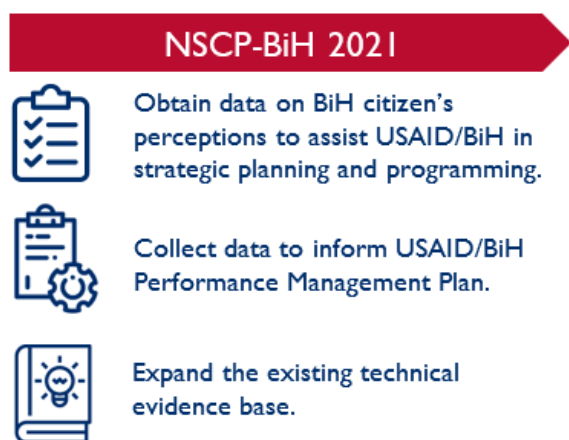 NSCP-BiH 2021
Obtain data on BiH citizen's
perceptions to assist USAID/BiH in
strategic planning and programming.
Collect data to inform USAID/BiH
Performance Management Plan.
Expand the existing technical
evidence base.